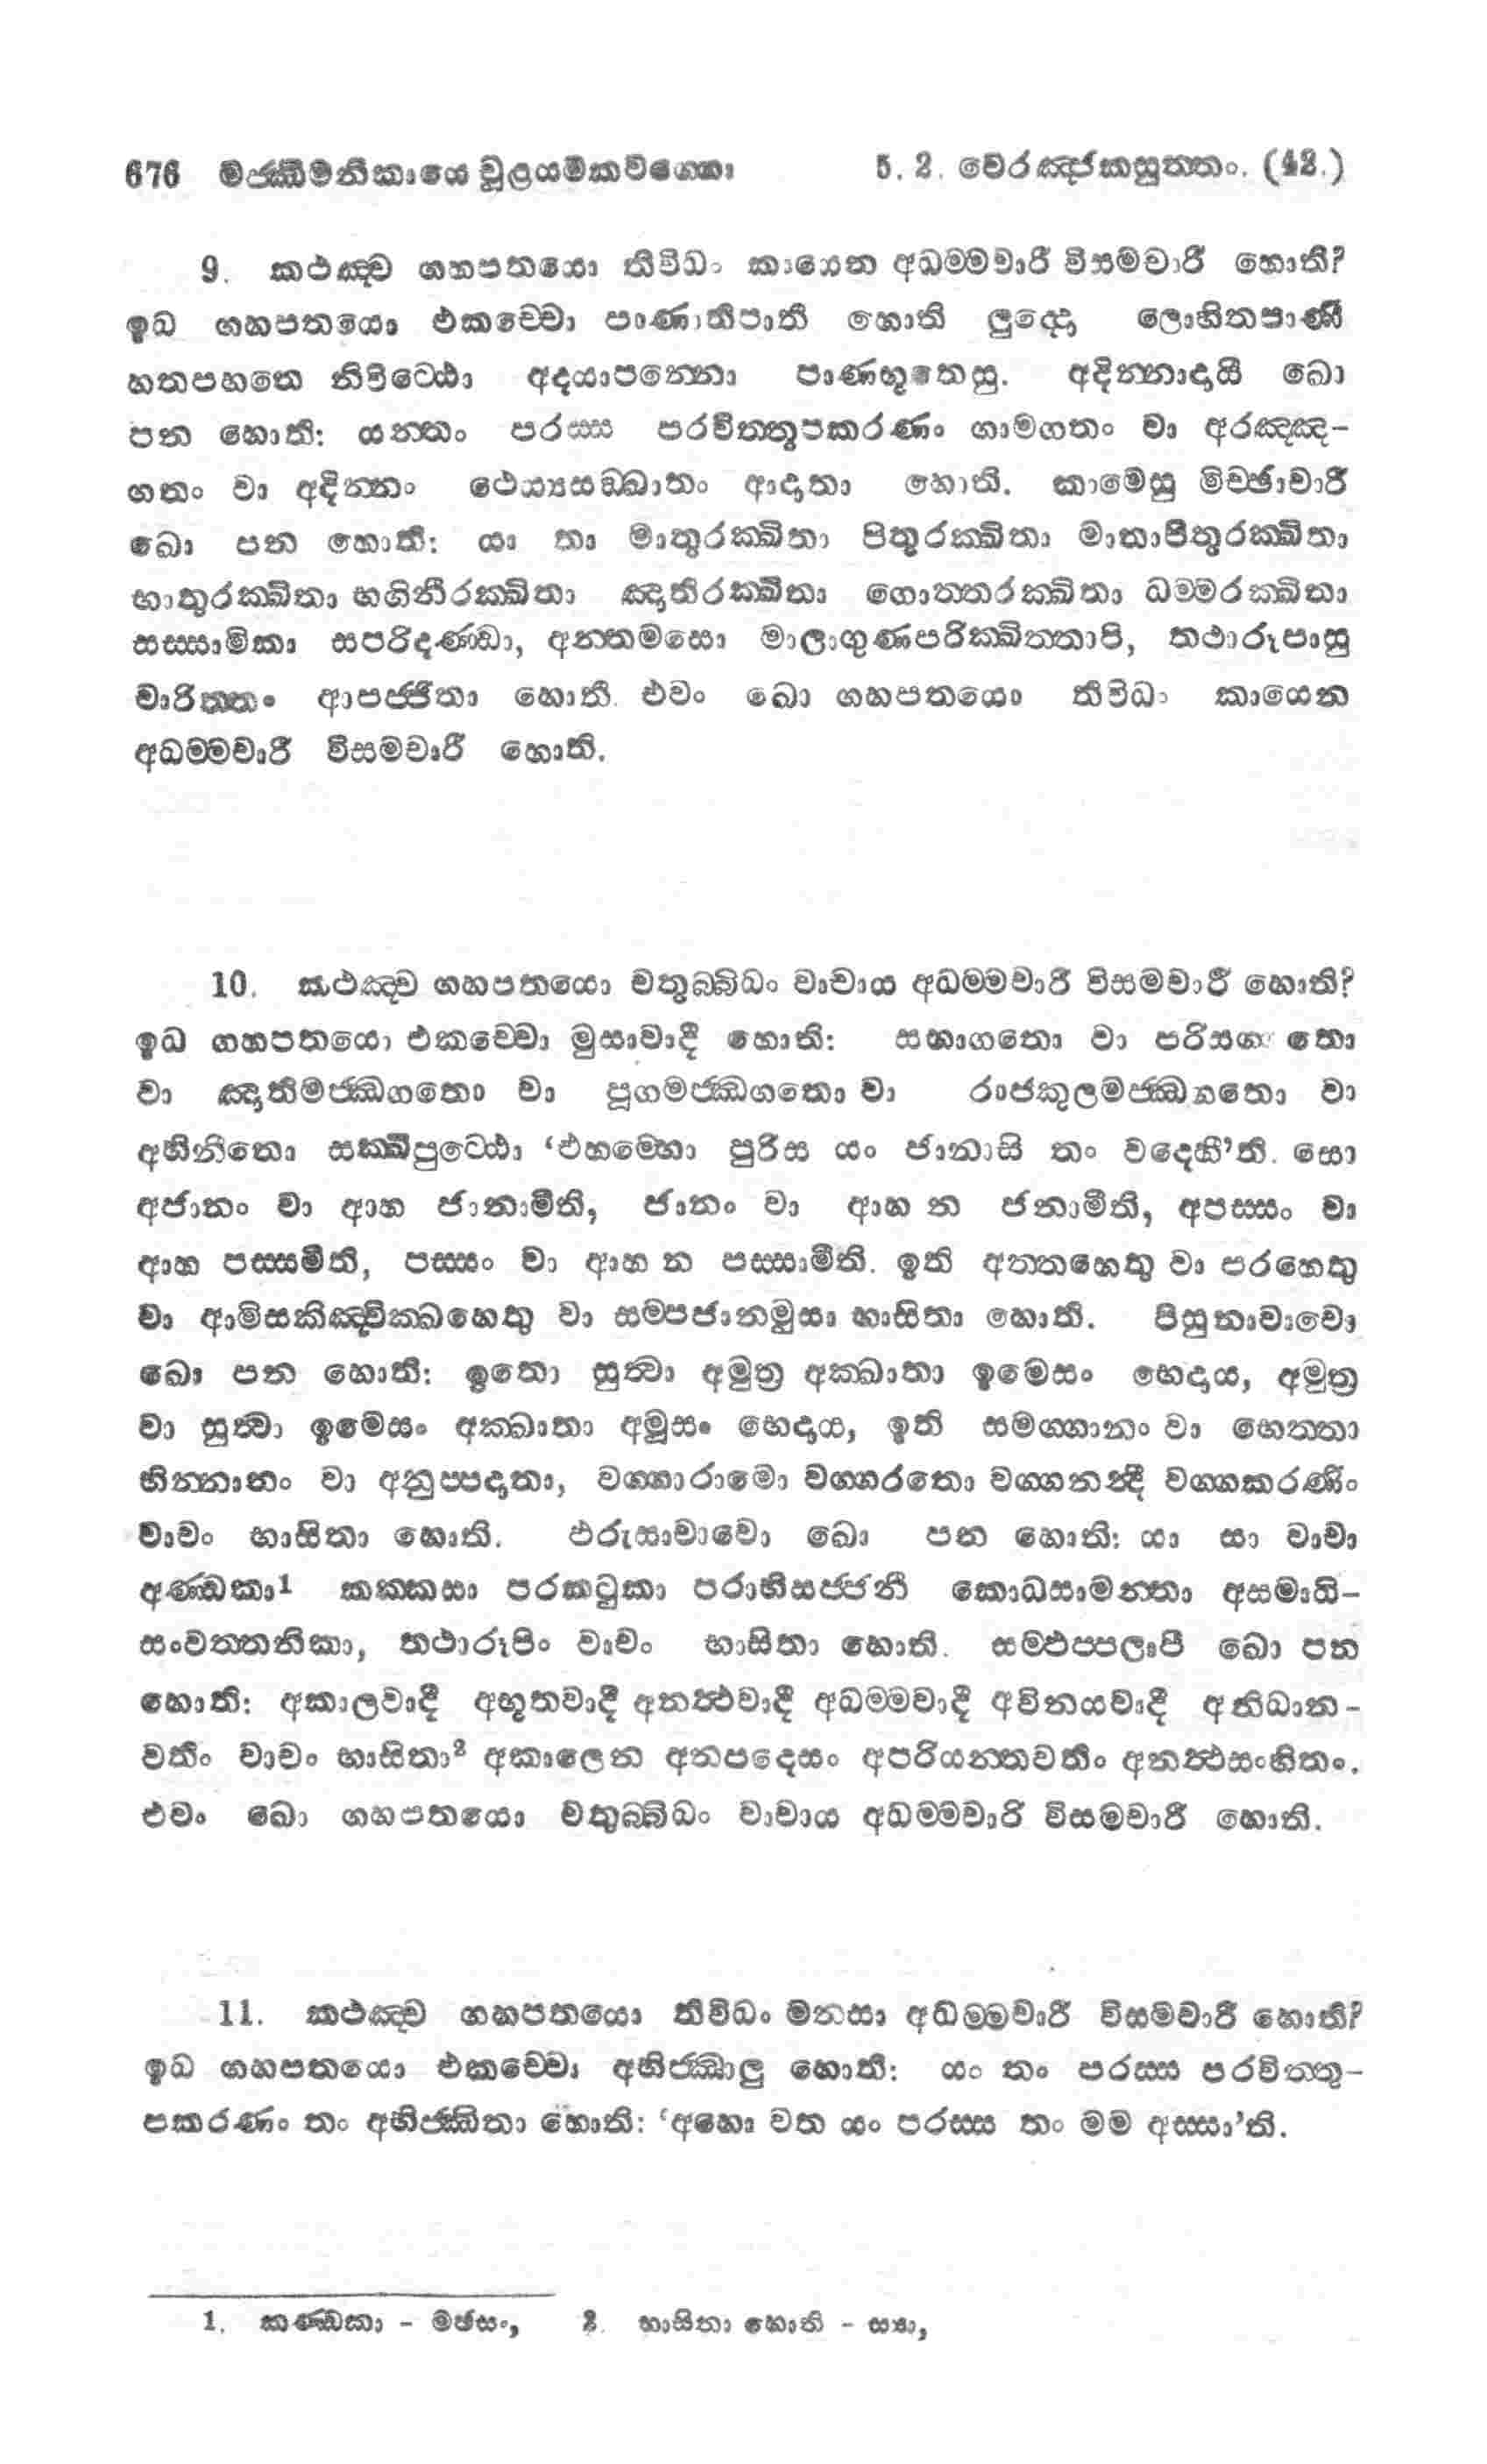 676 මජ්ඣිමනිකායෙ චූළයමකවග්ගො 5. 2. වෙරඤ්ජකසුත්තං. (42.)
9. කථඤ්ච ගහපතයො තිවිධං කායෙන අධම්මචාරී විසමචාරී හොති?
ඉධ ගහපතයො එකච්චො පාණාතිපාතී හොති ලුද්දො ලොහිතපාණී
හතපහතෙ නිවිට්ඨො අදයාපන්නො පාණභූතෙසු. අදින්නාදායී ඛො
පන හොති: යන්තං පරස්ස පරවිත්තූපකරණං ගාමගතං වා අරඤ්ඤ-
ගතං වා අදින්නං ථෙය්‍යසඞ්ඛාතං ආදාතා හොති. කාමෙසු මිච්ඡාචාරී
ඛො පන හොති: යා තා මාතුරක්ඛිතා පිතුරක්ඛිතා මාතාපිතුරක්ඛිතා
භාතුරක්ඛිතා භගිනීරක්ඛිතා ඤාතිරක්ඛිතා ගොත්තරක්ඛිතා ධම්මරක්ඛිතා
සස්සාමිකා සපරිදණ්ඩා, අන්තමසො මාලාගුණපරික්ඛිත්තාපි, තථාරූපාසු
චාරිත්තං ආපජ්ජිතා හොති. එවං ඛො ගහපතයො තිවිධං කායෙන
අධම්මචාරී විසමචාරී හොති.
10. කථඤ්ච ගහපතයො චතුබ්බිධං වාචාය අධම්මචාරී විසමචාරී හොති?
ඉධ ගහපතයො එකච්චො මුසාවාදී හොති: සභාගතො වා පරිසගතො
වා ඤාතිමජ්ඣගතො වා පූගමජ්ඣගතො වා රාජකුලමජ්ඣගතො වා
අභිනීතො සක්ඛිපුට්ඨො ‘එහම්භො පුරිස යං ජානාසි තං වදෙහී’ති. සො
අජානං වා ආහ ජානාමීති, ජානං වා ආහ න ජනාමීති, අපස්සං වා
ආහ පස්සමීති, පස්සං වා ආහ න පස්සාමීති. ඉති අත්තහෙතු වා පරහෙතු
වා ආමිසකිඤ්චික්ඛහෙතු වා සම්පජානමුසා භාසිතා හොති. පිසුනාවාචො
ඛො පන හොති: ඉතො සුත්වා අමුත්‍ර අක්ඛාතා ඉමෙසං භෙදාය, අමුත්‍ර
වා සුත්වා ඉමෙසං අක්ඛාතා අමූසං භෙදාය, ඉති සමග්ගානං වා භෙත්තා
භින්නානං වා අනුප්පදාතා, වග්ගාරාමො වග්ගරතො වග්ගනන්දී වග්ගකරණිං
වාචං භාසිතා හොති. ඵරුසාවාචො ඛො පන හොති: යා සා වාචා
අණ්ඩකා¹ කක්කසා පරකටුකා පරාභිසජ්ජනී කොධසාමන්තා අසමාධි-
සංවත්තනිකා, තථාරූපිං වාචං භාසිතා හොති. සම්ඵප්පලාපී ඛො පන
හොති: අකාලවාදී අභූතවාදී අනත්ථවාදී අධම්මවාදී අවිනයවාදී අනිධාන-
වතිං වාචං භාසිතා² අකාලෙන අනපදෙසං අපරියන්තවතිං අනත්ථසංහිතං.
එවං ඛො ගහපතයො චතුබ්බිධං වාචාය අධම්මචාරි විසමචාරී හොති.
11. කථඤ්ච ගහපතයො තිවිධං මනසා අධම්මචාරී විසමචාරී හොති?
ඉධ ගහපතයො එකච්චො අභිජ්ඣාලු හොති: යං තං පරස්ස පරවිත්තු-
පකරණං තං අභිජ්ඣිතා හොති: ‘අහො වත යං පරස්ස තං මම අස්සා’ති.
1. කණ්ඩකා - මඡසං, 2. භාසිතා හොති - ස්‍යා,